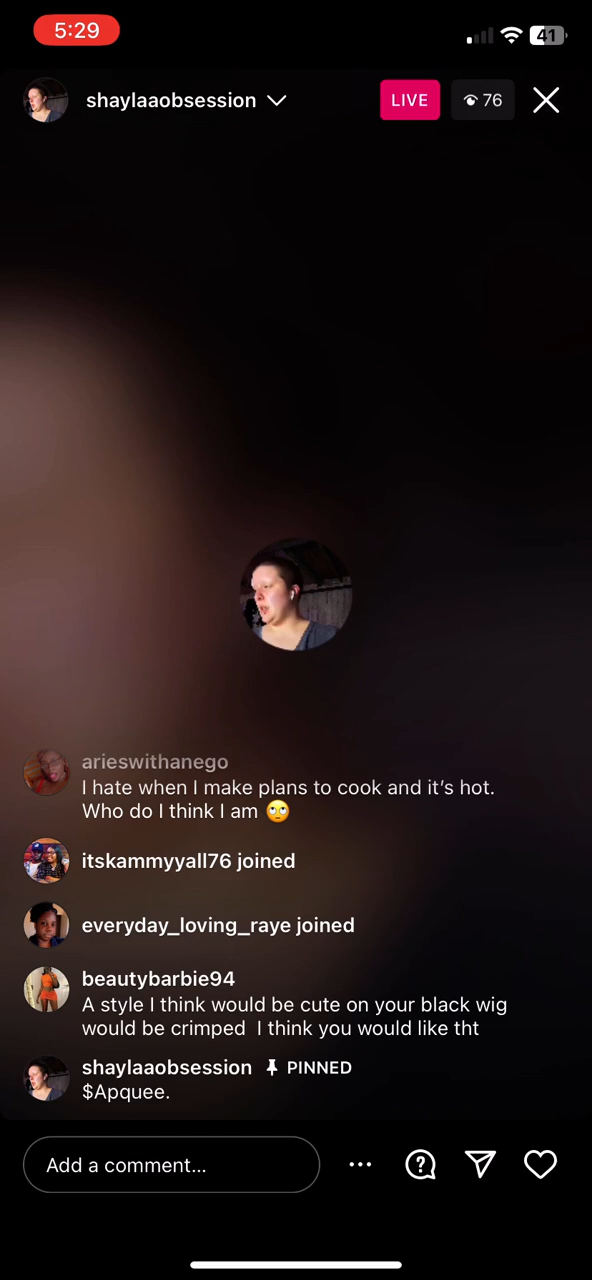 5:29
41
shaylaaobsession
LIVE
76
arieswithanego
I hate when I make plans to cook and it's hot.
Who do I think I am 🙄
itskammyyall76 joined
everyday_loving_raye joined
beautybarbie94
A style I think would be cute on your black wig
would be crimped  I think you would like tht
shaylaaobsession PINNED
$Apquee.
Add a comment...